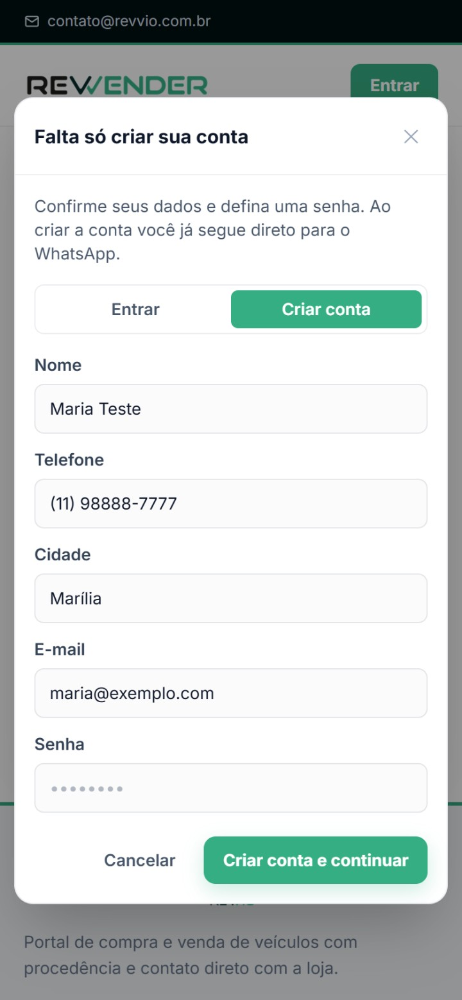 contato@revvio.com.br
REVVENDER
Entrar
Falta só criar sua conta
Confirme seus dados e defina uma senha. Ao
criar a conta você já segue direto para o
WhatsApp.
Entrar
Criar conta
Nome
Maria Teste
Telefone
(11) 98888-7777
Cidade
Marília
E-mail
maria@exemplo.com
Senha
Cancelar
Criar conta e continuar
Portal de compra e venda de veículos com
procedência e contato direto com a loja.